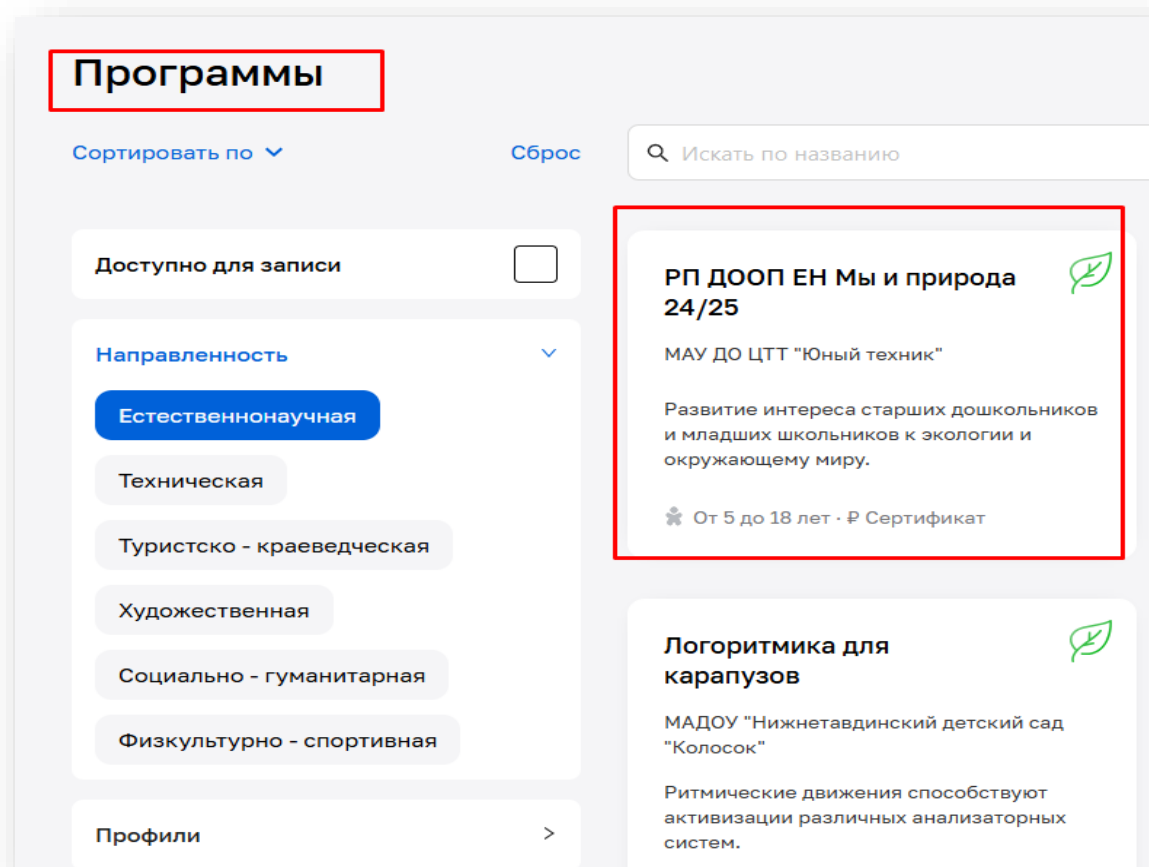 Программы
Сортировать по
Сброс
Искать по названию
Доступно для записи
Направленность
Естественнонаучная
Техническая
Туристско - краеведческая
Художественная
Социально - гуманитарная
Физкультурно - спортивная
Профили
РП ДООП ЕН Мы и природа
24/25
МАУ ДО ЦТТ "Юный техник"
Развитие интереса старших дошкольников
и младших школьников к экологии и
окружающему миру.
От 5 до 18 лет · ₽ Сертификат
Логоритмика для
карапузов
МАДОУ "Нижнетавдинский детский сад
"Колосок"
Ритмические движения способствуют
активизации различных анализаторных
систем.